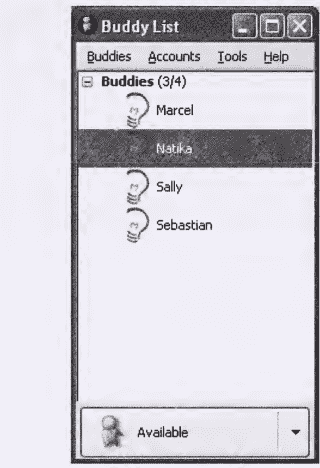 Buddy List
Buddies Accounts Tools Help
Buddies (3/4)
Marcel
Natika
Sally
Sebastian
Available